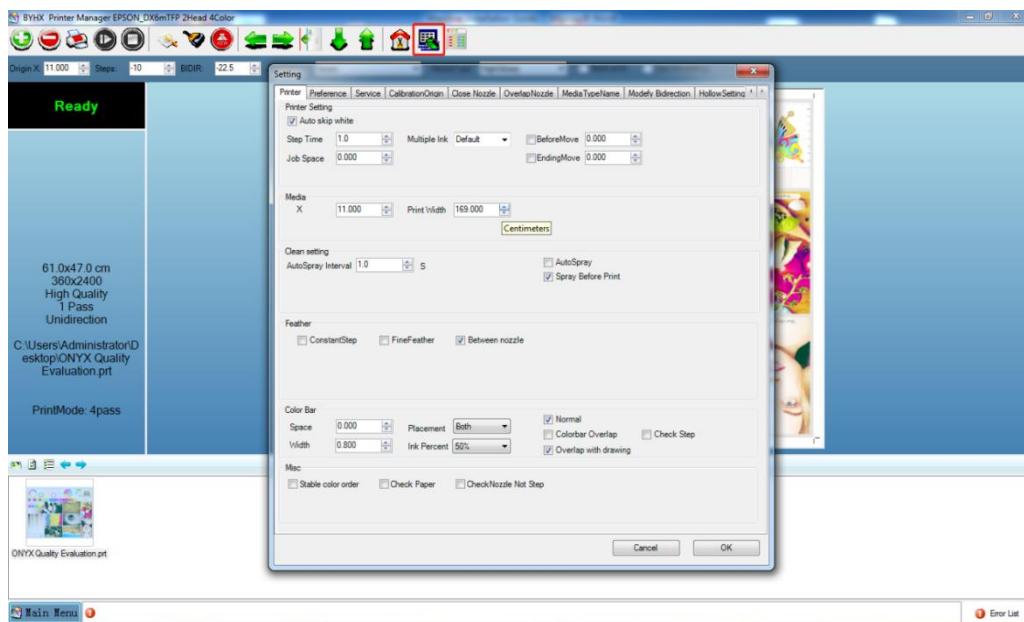 BYHX Printer Manager EPSON_DX6mTFP 2Head 4Color
Origin X: 11.000 Steps: -10 BIDIR: -22.5
Ready
61.0x47.0 cm
360x2400
High Quality
1 Pass
Unidirection
C:\Users\Administrator\D
esktop\ONYX Quality
Evaluation.prt
PrintMode: 4pass
Setting
Printer Preference Service CalibrationOrigin Close Nozzle OverlapNozzle MediaTypeName Modefy Bidirection HollowSetting
Printer Setting
Auto skip white
Step Time 1.0 Multiple Ink Default BeforeMove 0.000
Job Space 0.000 EndingMove 0.000
Media
X 11.000 Print Width 169.000
Centimeters
Clean setting
AutoSpray Interval 1.0 S AutoSpray
Spray Before Print
Feather
ConstantStep FineFeather Between nozzle
Color Bar
Space 0.000 Placement Both Normal
Colorbar Overlap Check Step
Width 0.800 Ink Percent 50% Overlap with drawing
Misc
Stable color order Check Paper CheckNozzle Not Step
Cancel OK
ONYX Quality Evaluation.prt
Main Menu Error List